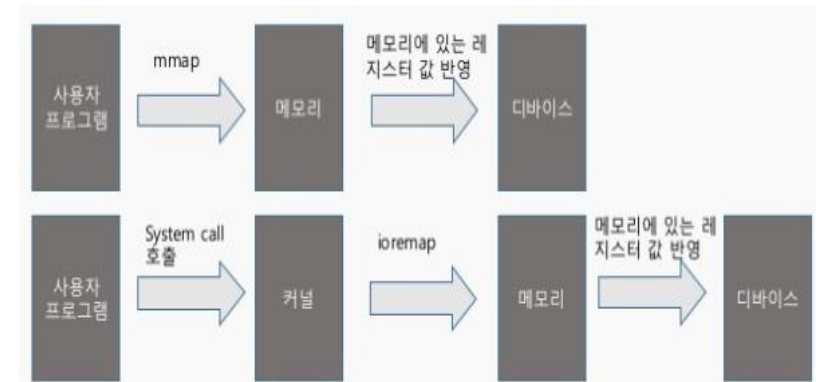 mmap
메모리에 있는 레
지스터 값 반영
사용자
프로그램
메모리
디바이스
System call
호출
ioremap
메모리에 있는 레
지스터 값 반영
사용자
프로그램
커널
메모리
디바이스